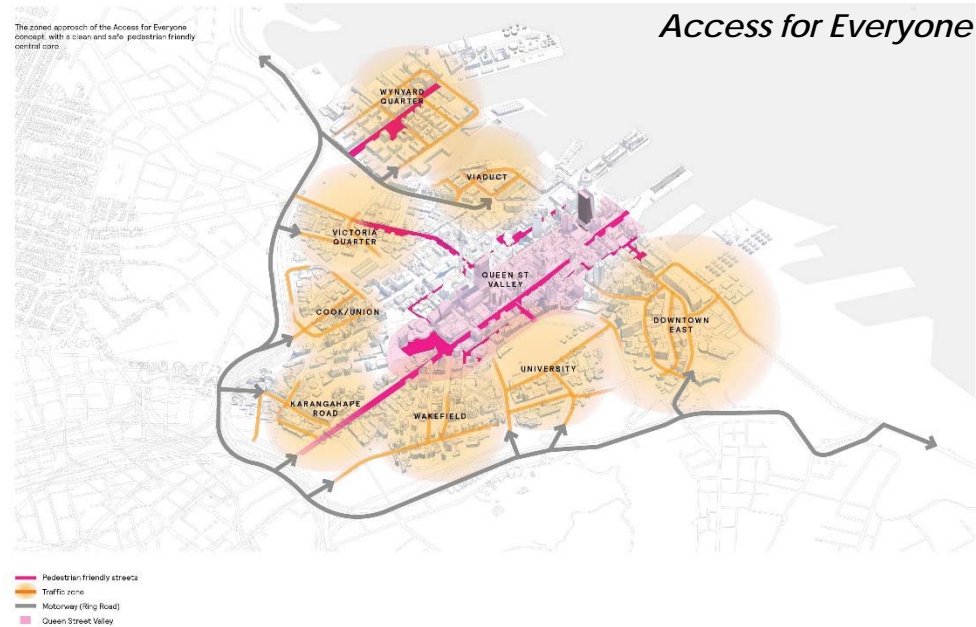 Access for Everyone
The zoned approach of the Access for Everyone
concept, with a clean and safe, pedestrian friendly
central core.
WYNYARD
QUARTER
VIADUCT
VICTORIA
QUARTER
QUEEN ST
VALLEY
COOK/UNION
DOWNTOWN
EAST
UNIVERSITY
KARANGAHAPE
ROAD
WAKEFIELD
Pedestrian friendly streets
Traffic zone
Motorway (Ring Road)
Queen Street Valley